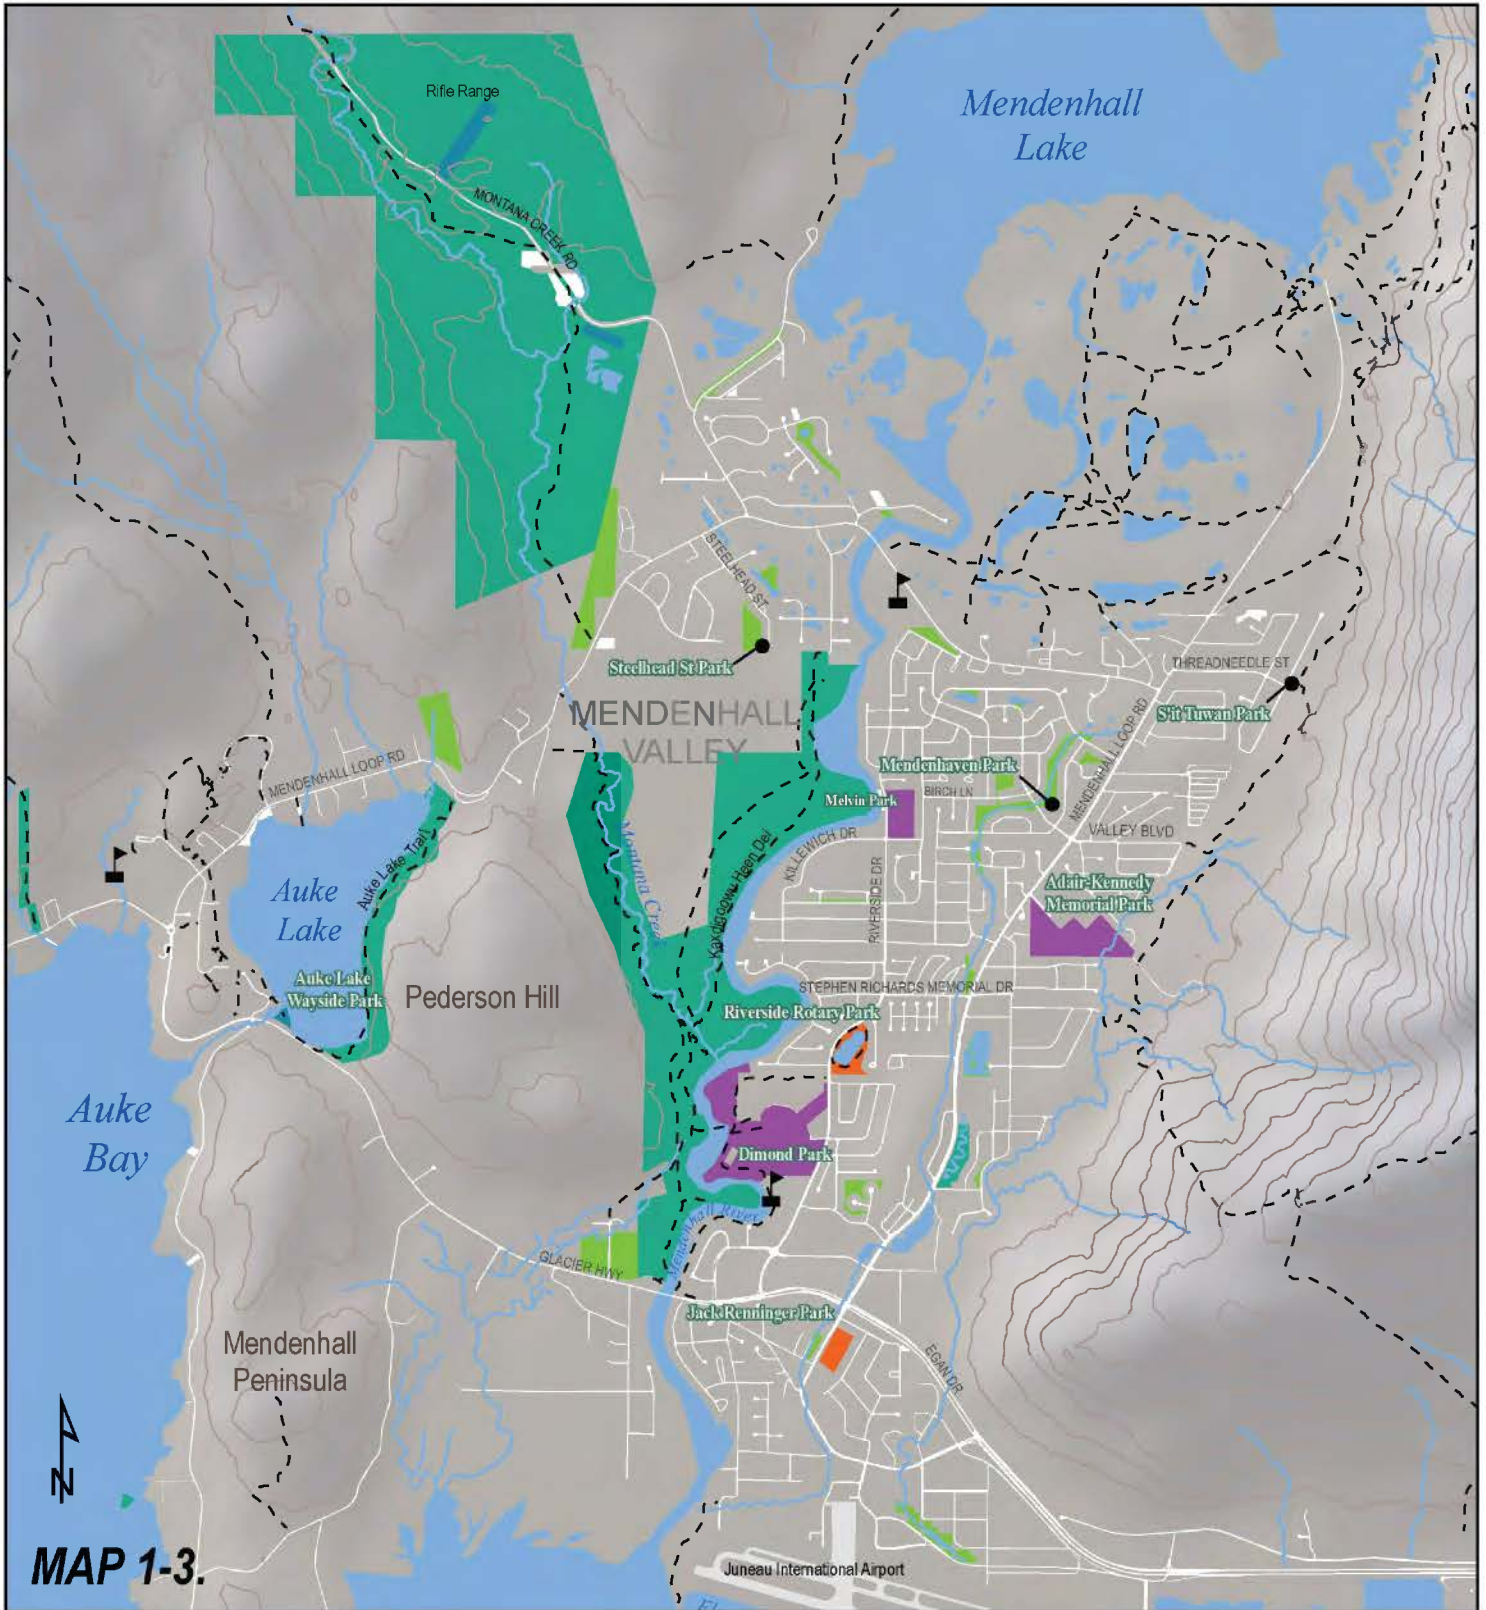 Rifle Range
Mendenhall
Lake
MONTANA CREEK RD
STEELHEAD ST
Steelhead St Park
THREADNEEDLE ST
S'it Tuwan Park
MENDENHALL
VALLEY
MENDENHALL LOOP RD
Mendenhaven Park
MENDENHALL LOOP RD
BIRCH LN
Melvin Park
VALLEY BLVD
KILLEWICH DR
Montana Creek
Kaxdigoowu Heen Dei
Auke Lake Trail
RIVERSIDE DR
Auke
Lake
Adair-Kennedy
Memorial Park
Auke Lake
Wayside Park
Pederson Hill
STEPHEN RICHARDS MEMORIAL DR
Riverside Rotary Park
Auke
Bay
Dimond Park
Mendenhall River
GLACIER HWY
Jack Renninger Park
Mendenhall
Peninsula
EGAN DR
N
MAP 1-3.
Juneau International Airport